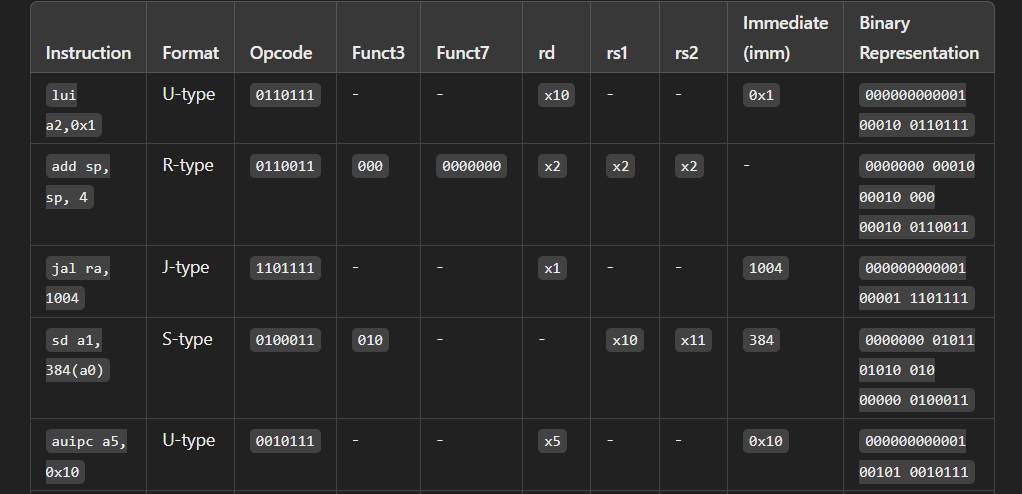 Instruction Format Opcode Funct3 Funct7 rd rs1 rs2 Immediate (imm) Binary Representation
lui a2,0x1 U-type 0110111 - - x10 - - 0x1 000000000001 00010 0110111
add sp, sp, 4 R-type 0110011 000 0000000 x2 x2 x2 - 0000000 00010 00010 000 00010 0110011
jal ra, 1004 J-type 1101111 - - x1 - - 1004 000000000001 00001 1101111
sd a1, 384(a0) S-type 0100011 010 - - x10 x11 384 0000000 01011 01010 010 00000 0100011
auipc a5, 0x10 U-type 0010111 - - x5 - - 0x10 000000000001 00101 0010111